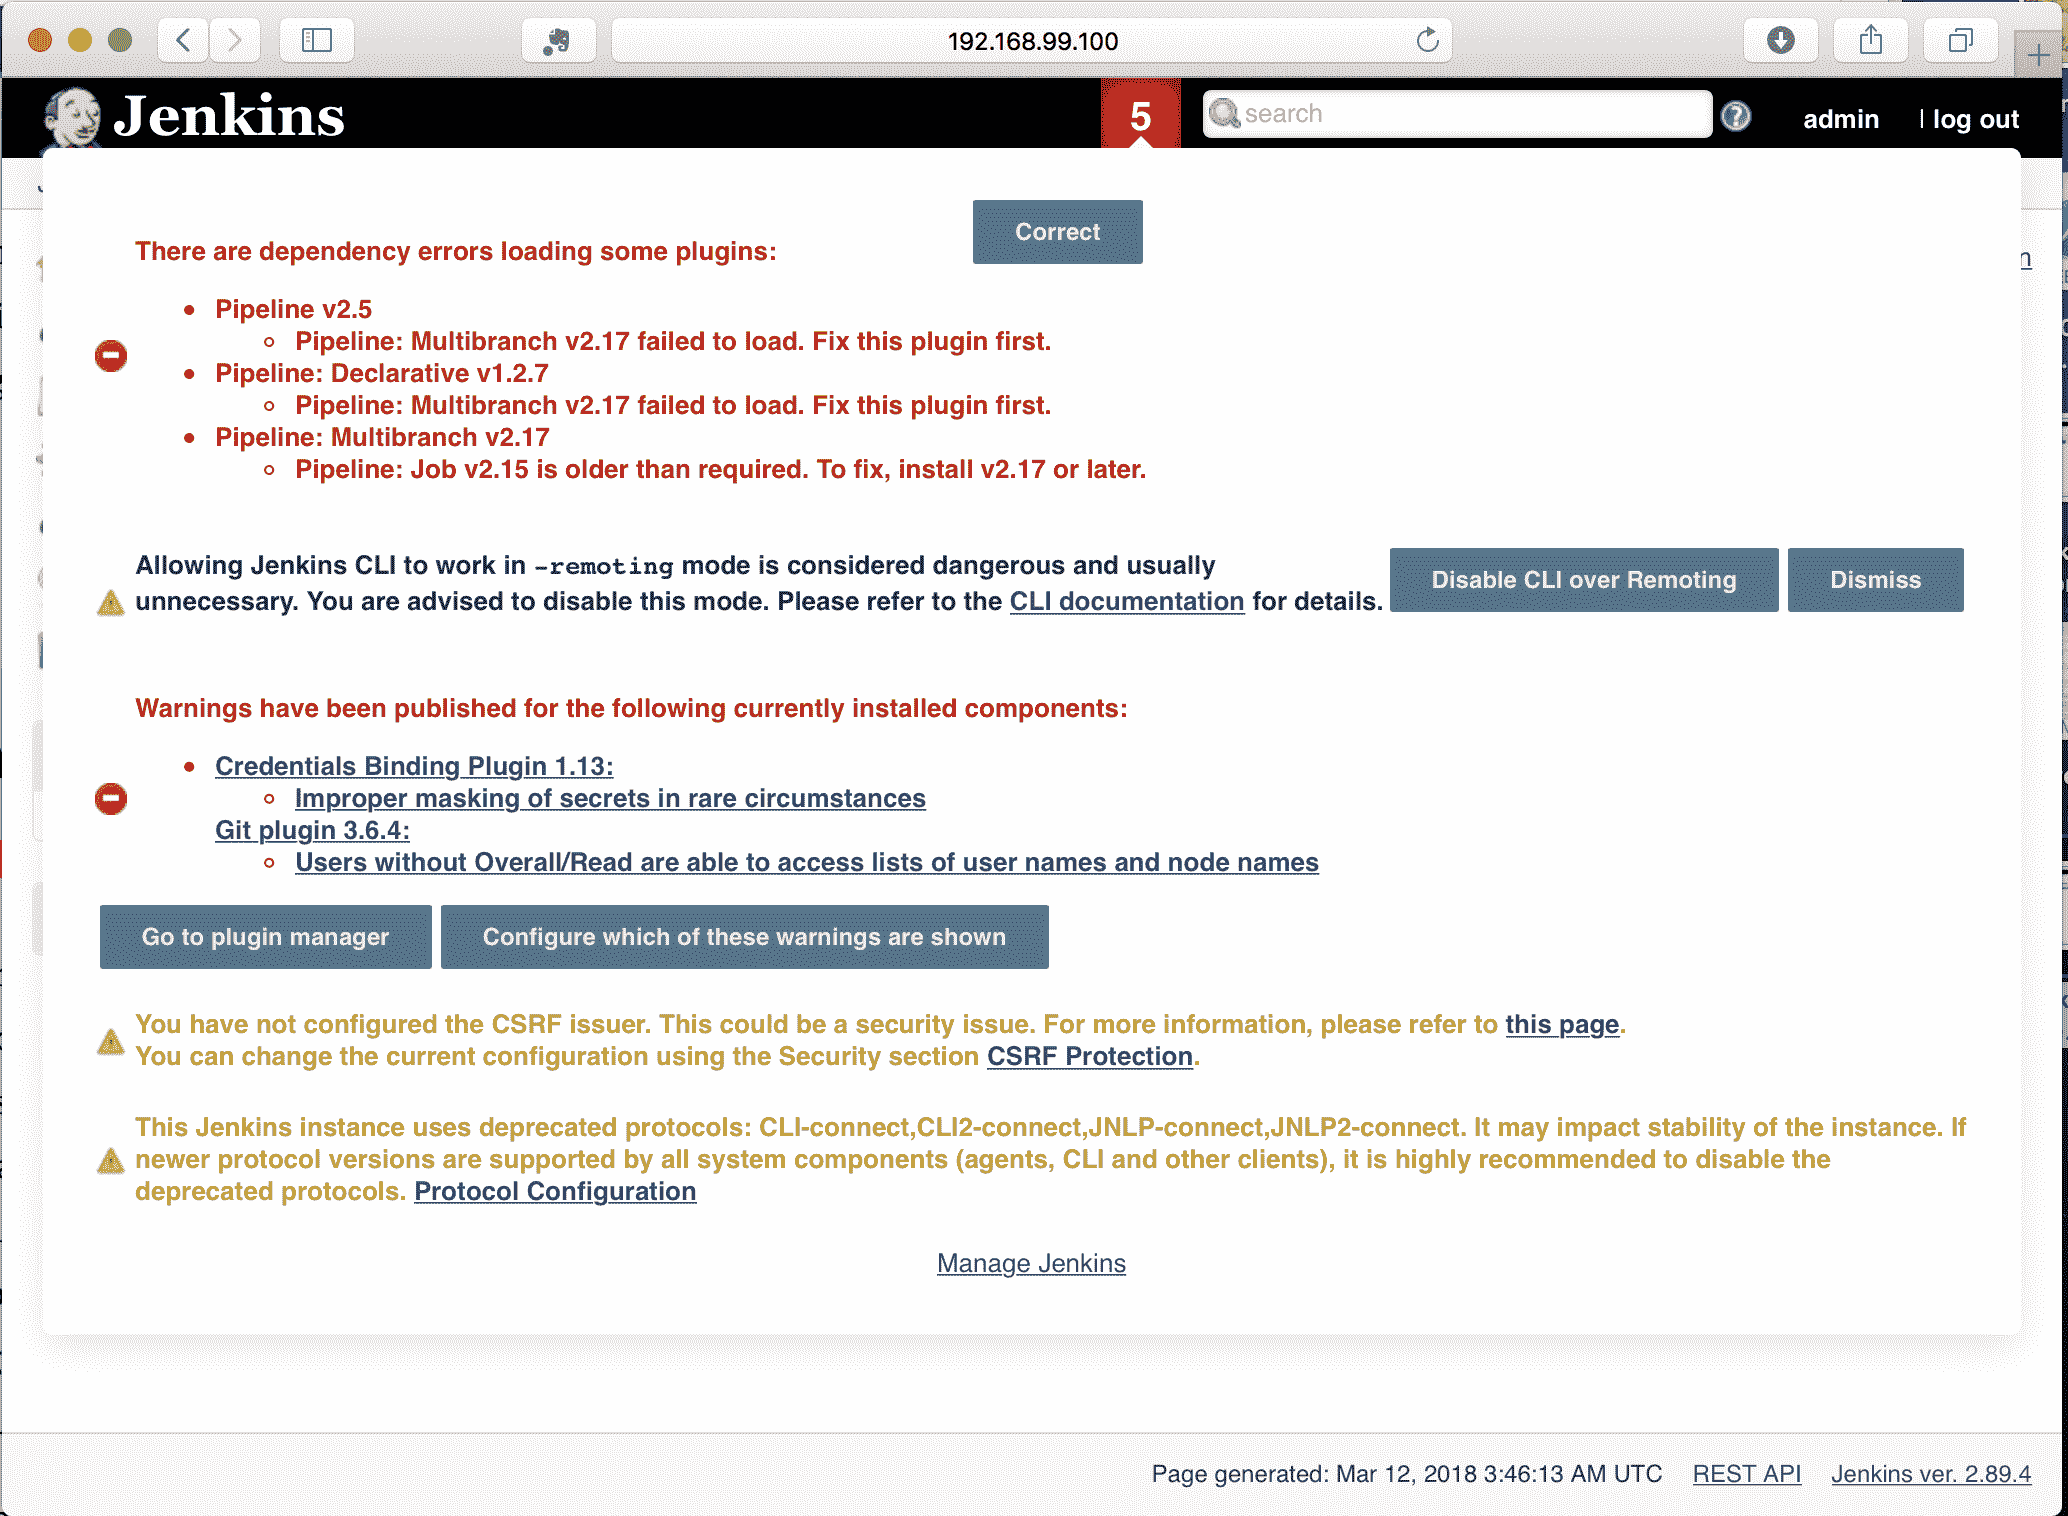 192.168.99.100
Jenkins
5
search
admin
| log out
There are dependency errors loading some plugins:
Correct
Pipeline v2.5
Pipeline: Multibranch v2.17 failed to load. Fix this plugin first.
Pipeline: Declarative v1.2.7
Pipeline: Multibranch v2.17 failed to load. Fix this plugin first.
Pipeline: Multibranch v2.17
Pipeline: Job v2.15 is older than required. To fix, install v2.17 or later.
Allowing Jenkins CLI to work in -remoting mode is considered dangerous and usually
unnecessary. You are advised to disable this mode. Please refer to the CLI documentation for details.
Disable CLI over Remoting
Dismiss
Warnings have been published for the following currently installed components:
Credentials Binding Plugin 1.13:
Improper masking of secrets in rare circumstances
Git plugin 3.6.4:
Users without Overall/Read are able to access lists of user names and node names
Go to plugin manager
Configure which of these warnings are shown
You have not configured the CSRF issuer. This could be a security issue. For more information, please refer to this page.
You can change the current configuration using the Security section CSRF Protection.
This Jenkins instance uses deprecated protocols: CLI-connect,CLI2-connect,JNLP-connect,JNLP2-connect. It may impact stability of the instance. If
newer protocol versions are supported by all system components (agents, CLI and other clients), it is highly recommended to disable the
deprecated protocols. Protocol Configuration
Manage Jenkins
Page generated: Mar 12, 2018 3:46:13 AM UTC
REST API
Jenkins ver. 2.89.4